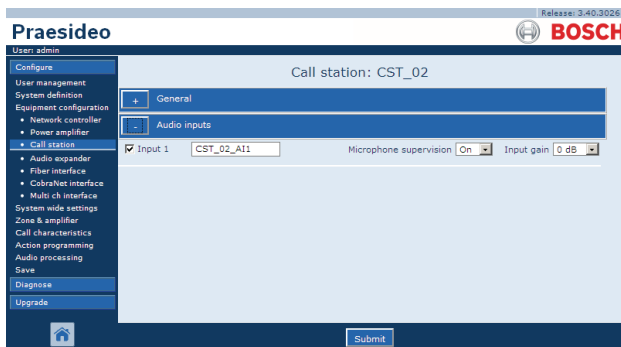 Release: 3.40.3026
Praesideo
BOSCH
User: admin
Configure
User management
System definition
Equipment configuration
• Network controller
• Power amplifier
• Call station
• Audio expander
• Fiber interface
• CobraNet interface
• Multi ch interface
System wide settings
Zone & amplifier
Call characteristics
Action programming
Audio processing
Save
Diagnose
Upgrade
Call station: CST_02
+ General
- Audio inputs
Input 1 CST_02_AI1 Microphone supervision On Input gain 0 dB
Submit